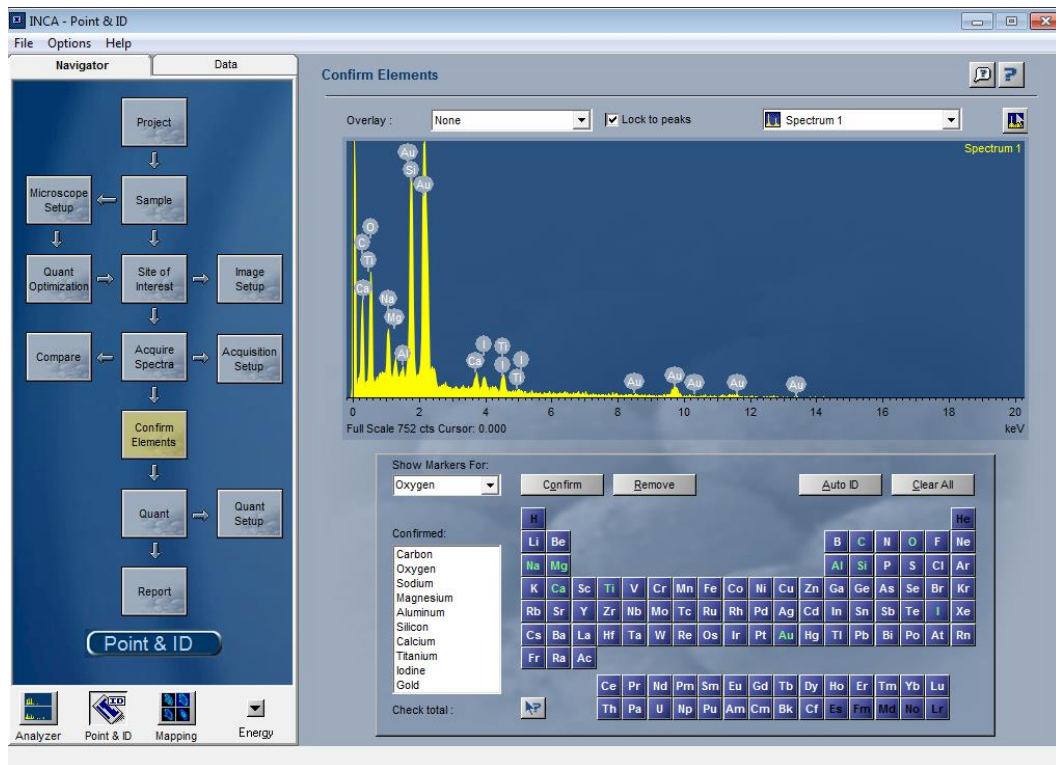 INCA - Point & ID
File Options Help
Navigator Data
Project
Microscope
Setup
Sample
Quant
Optimization
Site of
Interest
Image
Setup
Compare
Acquire
Spectra
Acquisition
Setup
Confirm
Elements
Quant
Quant
Setup
Report
Point & ID
Analyzer Point & ID Mapping Energy
Confirm Elements
Overlay : None Lock to peaks Spectrum 1
Spectrum 1
Au
Si
Au
O
C
Ti
Ca
Na
Mg
Al
Ca I Ti I
I Ti
Au Au Au Au Au
0 2 4 6 8 10 12 14 16 18 20
Full Scale 752 cts Cursor: 0.000 keV
Show Markers For:
Oxygen Confirm Remove Auto ID Clear All
Confirmed:
Carbon
Oxygen
Sodium
Magnesium
Aluminum
Silicon
Calcium
Titanium
Iodine
Gold
Check total :
H He
Li Be B C N O F Ne
Na Mg Al Si P S Cl Ar
K Ca Sc Ti V Cr Mn Fe Co Ni Cu Zn Ga Ge As Se Br Kr
Rb Sr Y Zr Nb Mo Tc Ru Rh Pd Ag Cd In Sn Sb Te I Xe
Cs Ba La Hf Ta W Re Os Ir Pt Au Hg Tl Pb Bi Po At Rn
Fr Ra Ac
Ce Pr Nd Pm Sm Eu Gd Tb Dy Ho Er Tm Yb Lu
Th Pa U Np Pu Am Cm Bk Cf Es Fm Md No Lr